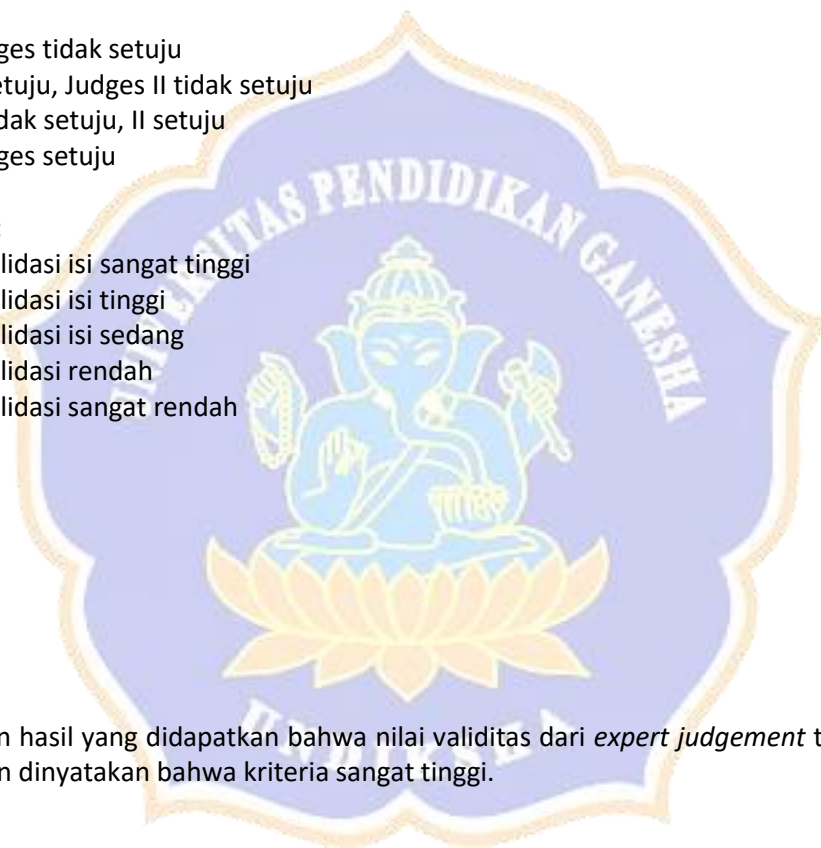 ges tidak setuju
etuju, Judges II tidak setuju
dak setuju, II setuju
ges setuju
:
lidasi isi sangat tinggi
lidasi isi tinggi
lidasi isi sedang
lidasi rendah
lidasi sangat rendah
UNIVERSITAS PENDIDIKAN GANESHA
UNDIKSHA
n hasil yang didapatkan bahwa nilai validitas dari expert judgement t
n dinyatakan bahwa kriteria sangat tinggi.